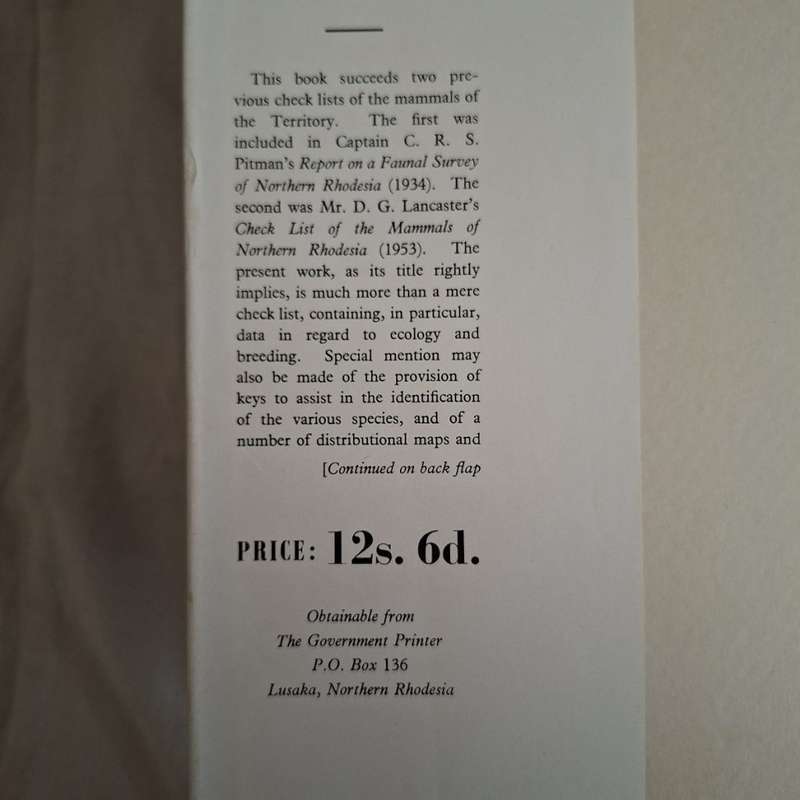 This book succeeds two pre-
vious check lists of the mammals of
the Territory. The first was
included in Captain C. R. S.
Pitman's Report on a Faunal Survey
of Northern Rhodesia (1934). The
second was Mr. D. G. Lancaster's
Check List of the Mammals of
Northern Rhodesia (1953). The
present work, as its title rightly
implies, is much more than a mere
check list, containing, in particular,
data in regard to ecology and
breeding. Special mention may
also be made of the provision of
keys to assist in the identification
of the various species, and of a
number of distributional maps and
[Continued on back flap
PRICE: 12s. 6d.
Obtainable from
The Government Printer
P.O. Box 136
Lusaka, Northern Rhodesia